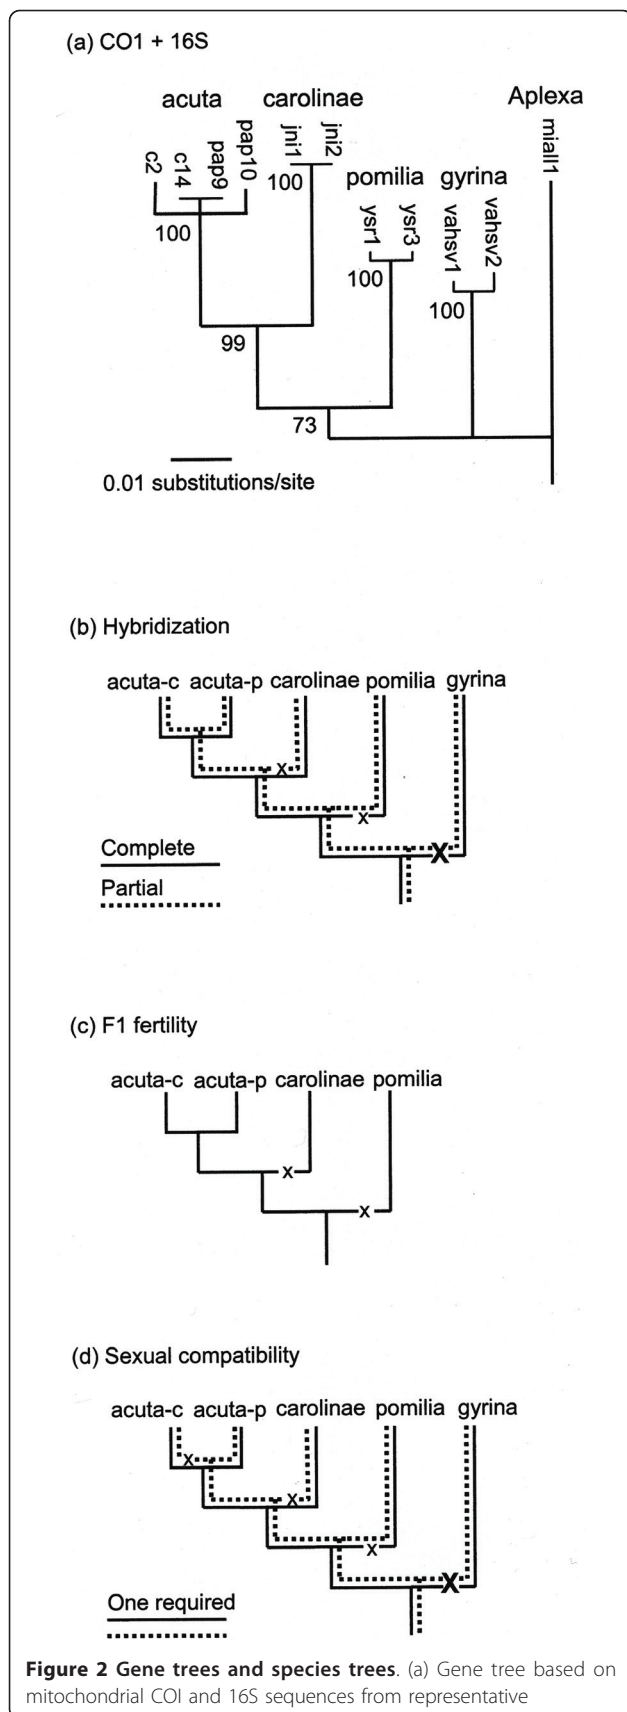 (a) CO1 + 16S
acuta carolinae Aplexa
c2 c14 pap9 pap10 jni1 jni2 miall1
100
pomilia gyrina
ysr1 ysr3 vahsv1 vahsv2
100
100
100
99
73
0.01 substitutions/site
(b) Hybridization
acuta-c acuta-p carolinae pomilia gyrina
x
x
X
Complete
Partial
(c) F1 fertility
acuta-c acuta-p carolinae pomilia
x
x
(d) Sexual compatibility
acuta-c acuta-p carolinae pomilia gyrina
x
x
x
X
One required
Figure 2 Gene trees and species trees. (a) Gene tree based on
mitochondrial COI and 16S sequences from representative